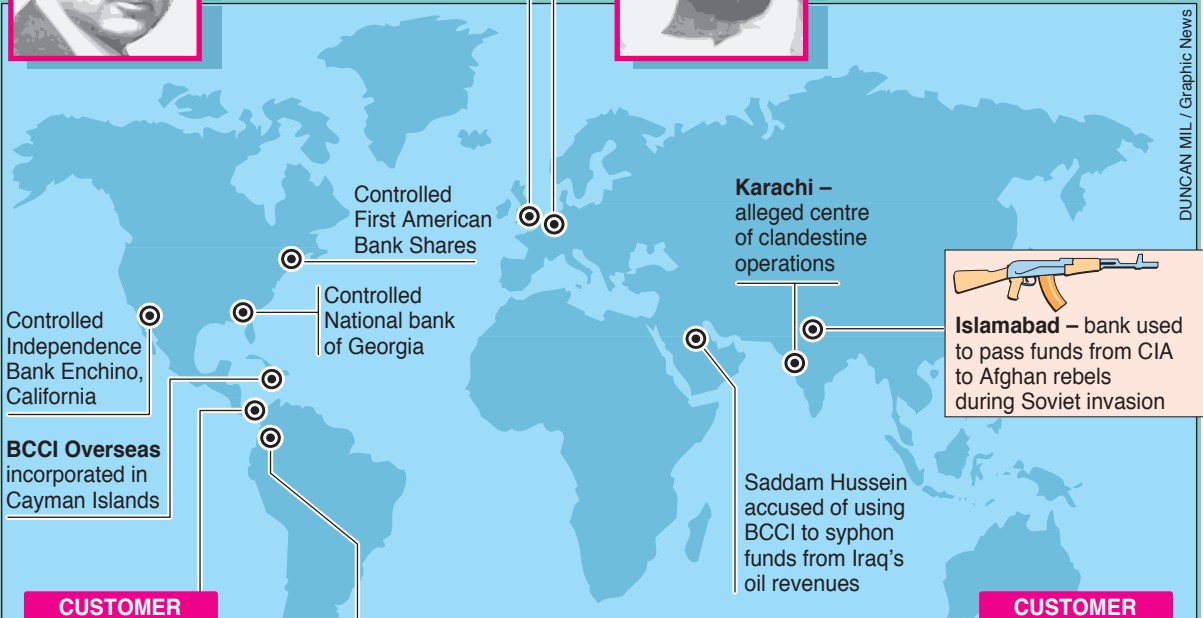 DUNCAN MIL / Graphic News
Controlled
First American
Bank Shares
Karachi –
alleged centre
of clandestine
operations
Controlled
National bank
of Georgia
Controlled
Independence
Bank Enchino,
California
Islamabad – bank used
to pass funds from CIA
to Afghan rebels
during Soviet invasion
BCCI Overseas
incorporated in
Cayman Islands
Saddam Hussein
accused of using
BCCI to syphon
funds from Iraq's
oil revenues
CUSTOMER
CUSTOMER